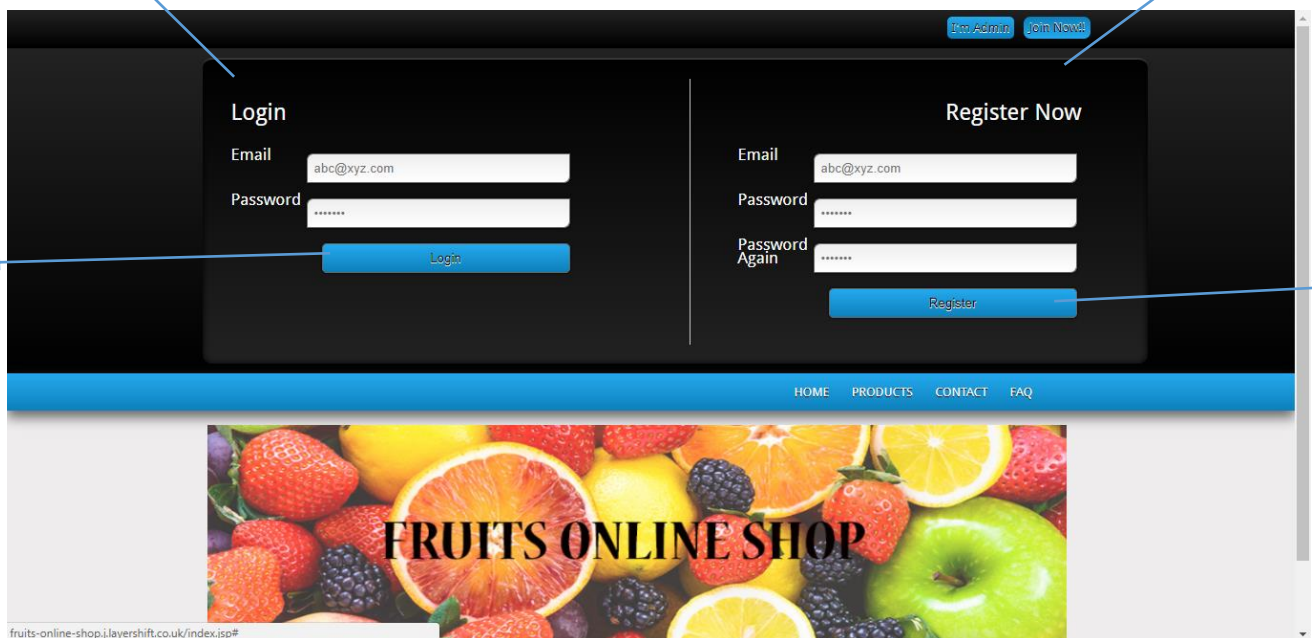 I'm Admin Join Now!!
Login
Email
abc@xyz.com
Password
•••••••
Login
Register Now
Email
abc@xyz.com
Password
•••••••
Password
Again
•••••••
Register
HOME PRODUCTS CONTACT FAQ
FRUITS ONLINE SHOP
fruits-online-shop.j.layershift.co.uk/index.jsp#